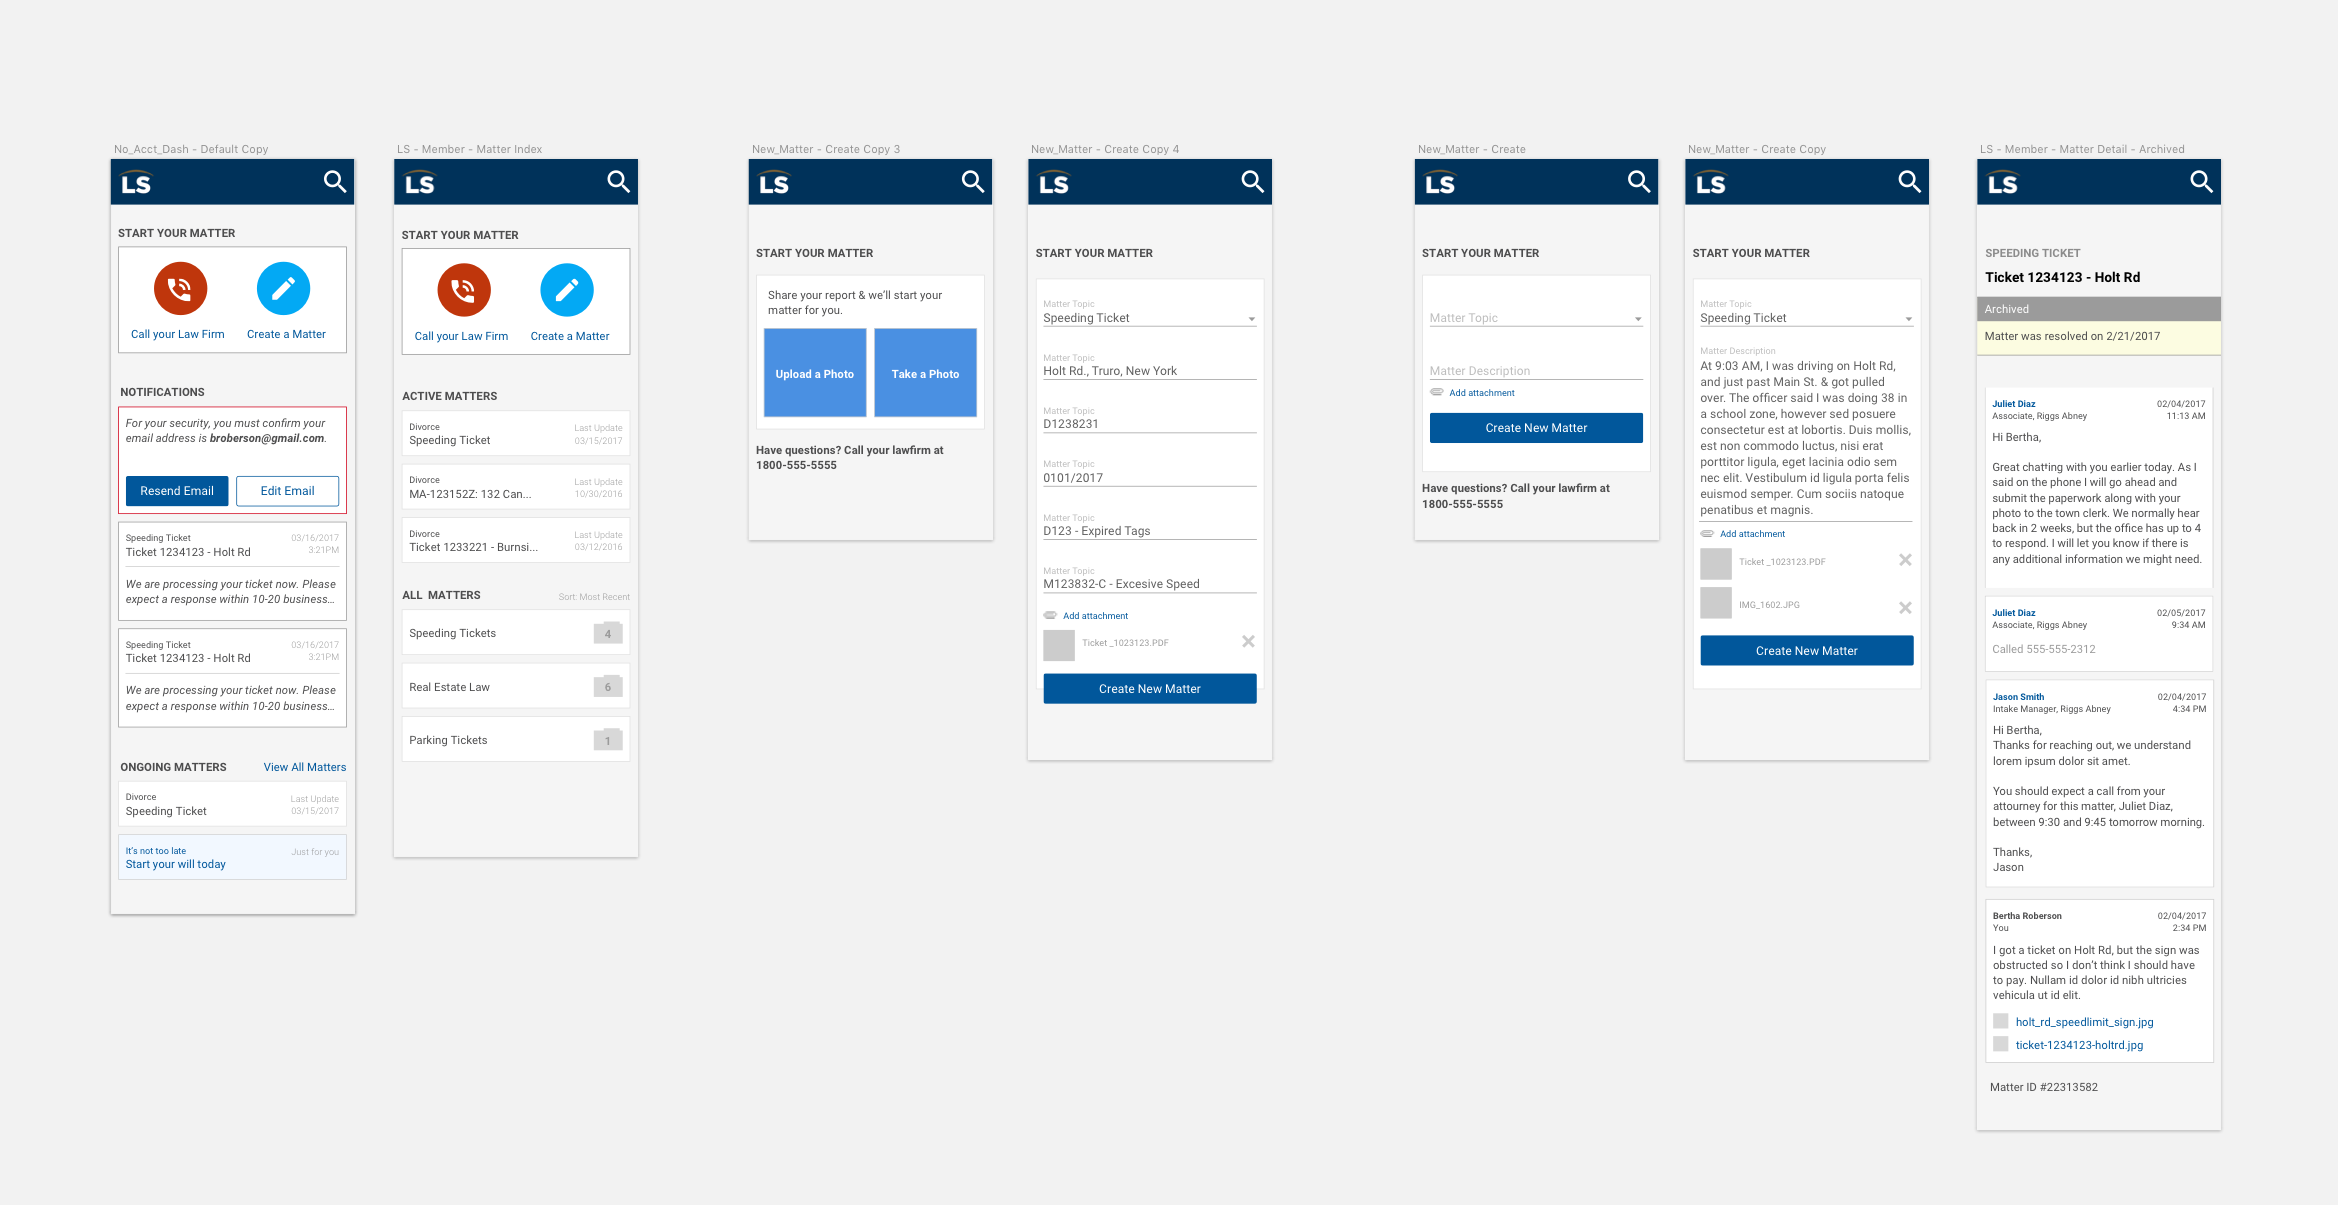 No_Acct_Dash - Default Copy
LS
START YOUR MATTER
Call your Law Firm
Create a Matter
NOTIFICATIONS
For your security, you must confirm your
email address is broberson@gmail.com.
Resend Email
Edit Email
Speeding Ticket
03/16/2017
Ticket 1234123 - Holt Rd
3:21PM
We are processing your ticket now. Please
expect a response within 10-20 business...
Speeding Ticket
03/16/2017
Ticket 1234123 - Holt Rd
3:21PM
We are processing your ticket now. Please
expect a response within 10-20 business...
ONGOING MATTERS
View All Matters
Divorce
Last Update
Speeding Ticket
03/15/2017
It's not too late
Just for you
Start your will today
LS - Member - Matter Index
LS
START YOUR MATTER
Call your Law Firm
Create a Matter
ACTIVE MATTERS
Divorce
Last Update
Speeding Ticket
03/15/2017
Divorce
Last Update
MA-123152Z: 132 Can...
10/30/2016
Divorce
Last Update
Ticket 1233221 - Burnsi...
03/12/2016
ALL MATTERS
Sort: Most Recent
Speeding Tickets
4
Real Estate Law
6
Parking Tickets
1
New_Matter - Create Copy 3
LS
START YOUR MATTER
Share your report & we'll start your
matter for you.
Upload a Photo
Take a Photo
Have questions? Call your lawfirm at
1800-555-5555
New_Matter - Create Copy 4
LS
START YOUR MATTER
Matter Topic
Speeding Ticket
Matter Topic
Holt Rd., Truro, New York
Matter Topic
D1238231
Matter Topic
0101/2017
Matter Topic
D123 - Expired Tags
Matter Topic
M123832-C - Excesive Speed
Add attachment
Ticket _1023123.PDF
Create New Matter
New_Matter - Create
LS
START YOUR MATTER
Matter Topic
Matter Description
Add attachment
Create New Matter
Have questions? Call your lawfirm at
1800-555-5555
New_Matter - Create Copy
LS
START YOUR MATTER
Matter Topic
Speeding Ticket
Matter Description
At 9:03 AM, I was driving on Holt Rd,
and just past Main St. & got pulled
over. The officer said I was doing 38 in
a school zone, however sed posuere
consectetur est at lobortis. Duis mollis,
est non commodo luctus, nisi erat
porttitor ligula, eget lacinia odio sem
nec elit. Vestibulum id ligula porta felis
euismod semper. Cum sociis natoque
penatibus et magnis.
Add attachment
Ticket _1023123.PDF
IMG_1602.JPG
Create New Matter
LS - Member - Matter Detail - Archived
LS
SPEEDING TICKET
Ticket 1234123 - Holt Rd
Archived
Matter was resolved on 2/21/2017
Juliet Diaz
02/04/2017
Associate, Riggs Abney
11:13 AM
Hi Bertha,
Great chatting with you earlier today. As I
said on the phone I will go ahead and
submit the paperwork along with your
photo to the town clerk. We normally hear
back in 2 weeks, but the office has up to 4
to respond. I will let you know if there is
any additional information we might need.
Juliet Diaz
02/05/2017
Associate, Riggs Abney
9:34 AM
Called 555-555-2312
Jason Smith
02/04/2017
Intake Manager, Riggs Abney
4:34 PM
Hi Bertha,
Thanks for reaching out, we understand
lorem ipsum dolor sit amet.
You should expect a call from your
attourney for this matter, Juliet Diaz,
between 9:30 and 9:45 tomorrow morning.
Thanks,
Jason
Bertha Roberson
02/04/2017
You
2:34 PM
I got a ticket on Holt Rd, but the sign was
obstructed so I don't think I should have
to pay. Nullam id dolor id nibh ultricies
vehicula ut id elit.
holt_rd_speedlimit_sign.jpg
ticket-1234123-holtrd.jpg
Matter ID #22313582